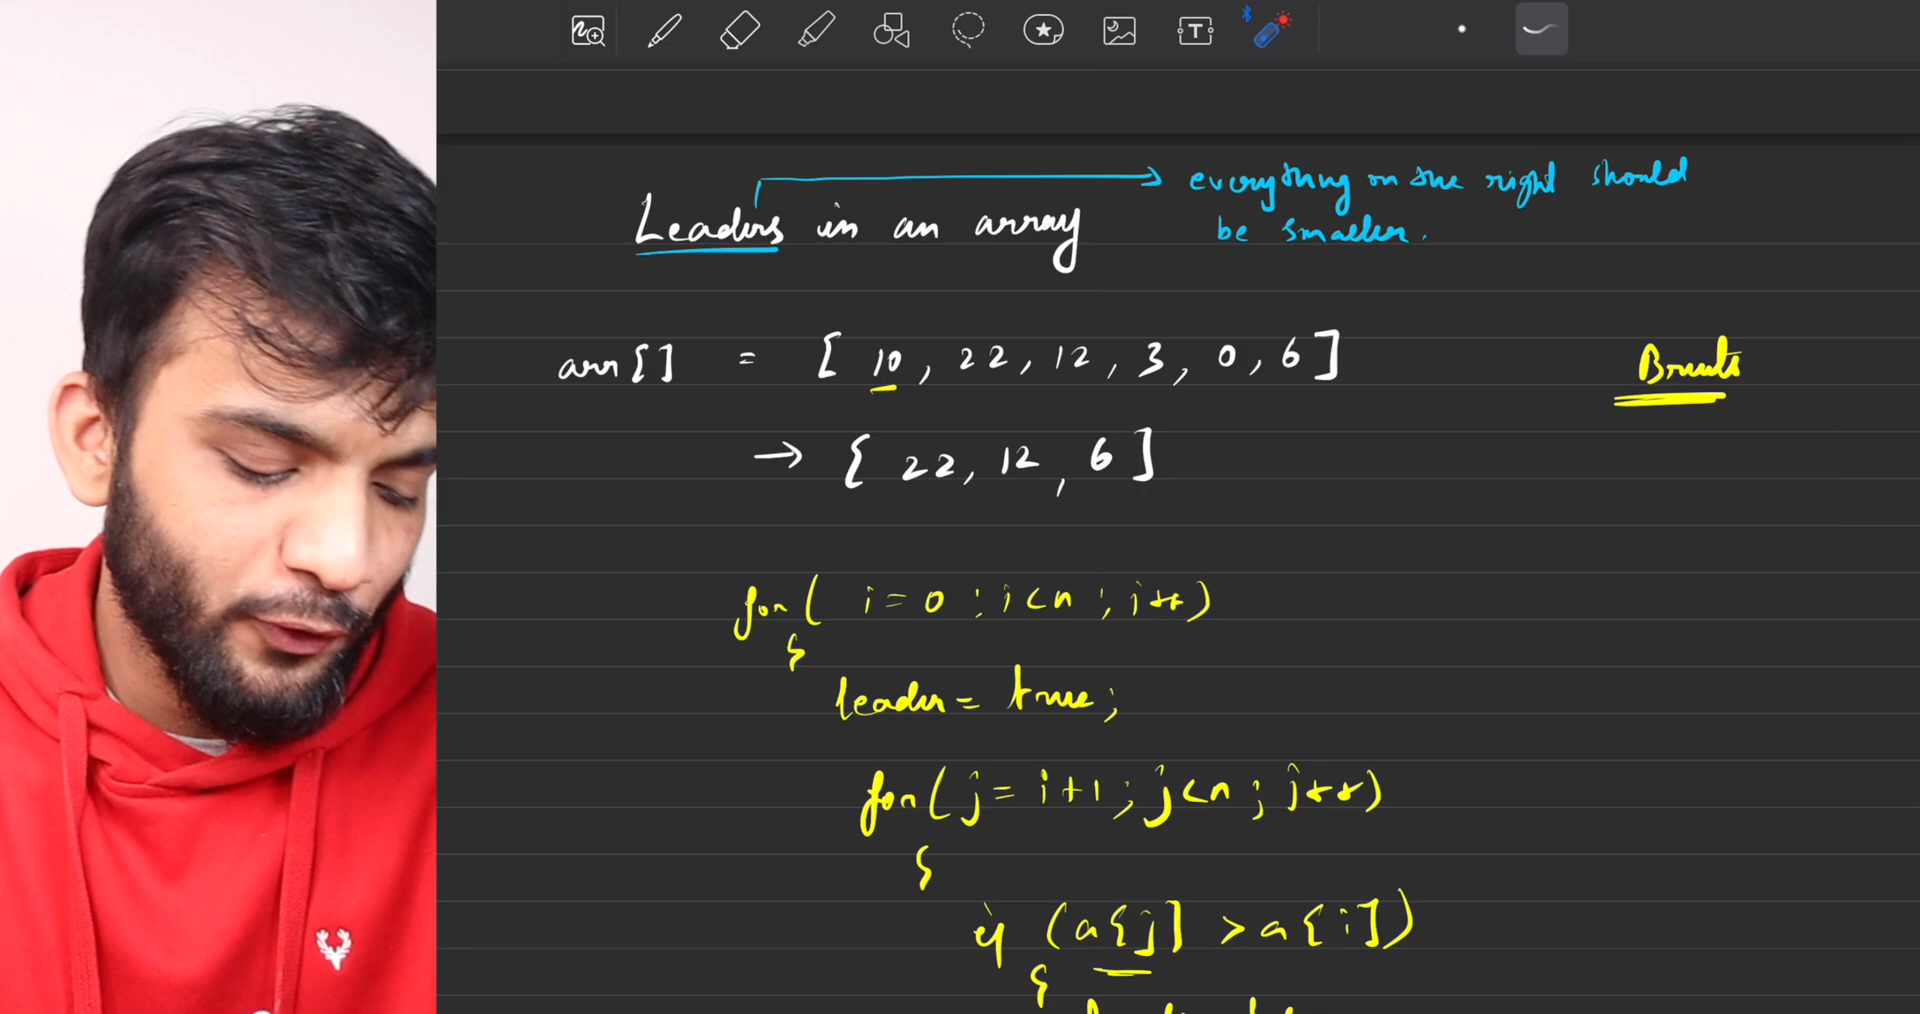 everything on the right should
be smaller.
Leaders in an array
arr[] = [ 10, 22, 12, 3, 0, 6 ]
Brute
→ [ 22, 12, 6 ]
for( i = 0 ; i < n ; i++)
{
leader = true;
for( j = i+1 ; j < n ; j++)
{
if (a[j] > a[i])
{